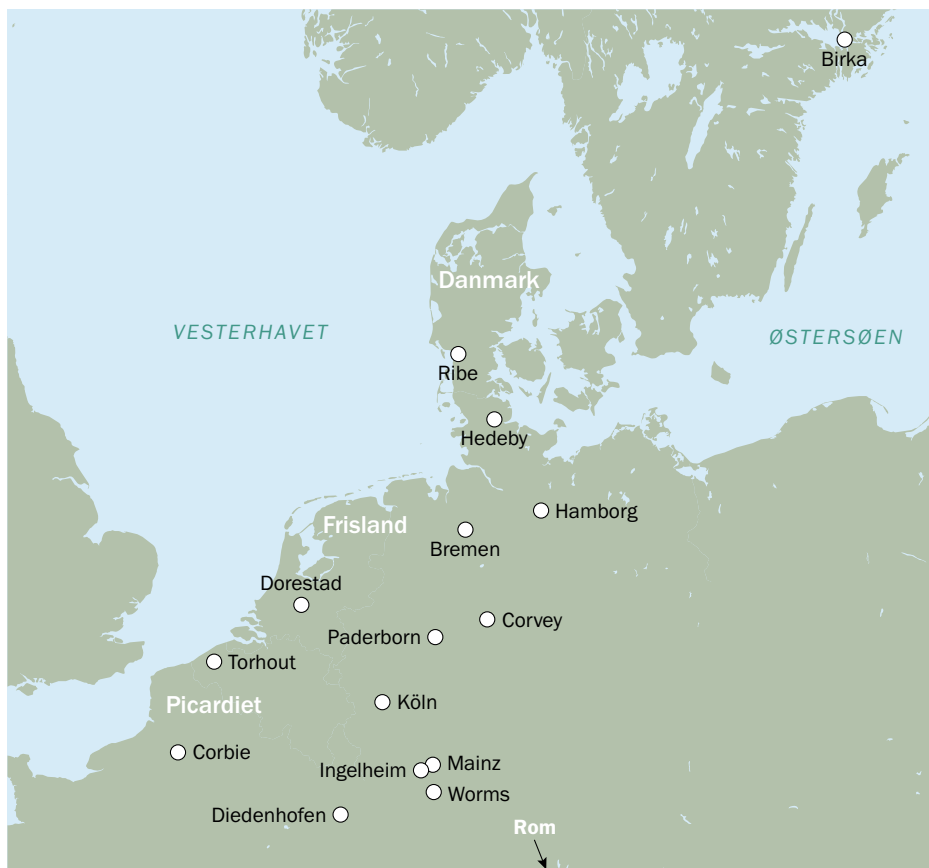 Birka
Danmark
VESTERHAVET
ØSTERSØEN
Ribe
Hedeby
Hamborg
Frisland
Bremen
Dorestad
Corvey
Paderborn
Torhout
Picardiet
Köln
Corbie
Mainz
Ingelheim
Worms
Diedenhofen
Rom